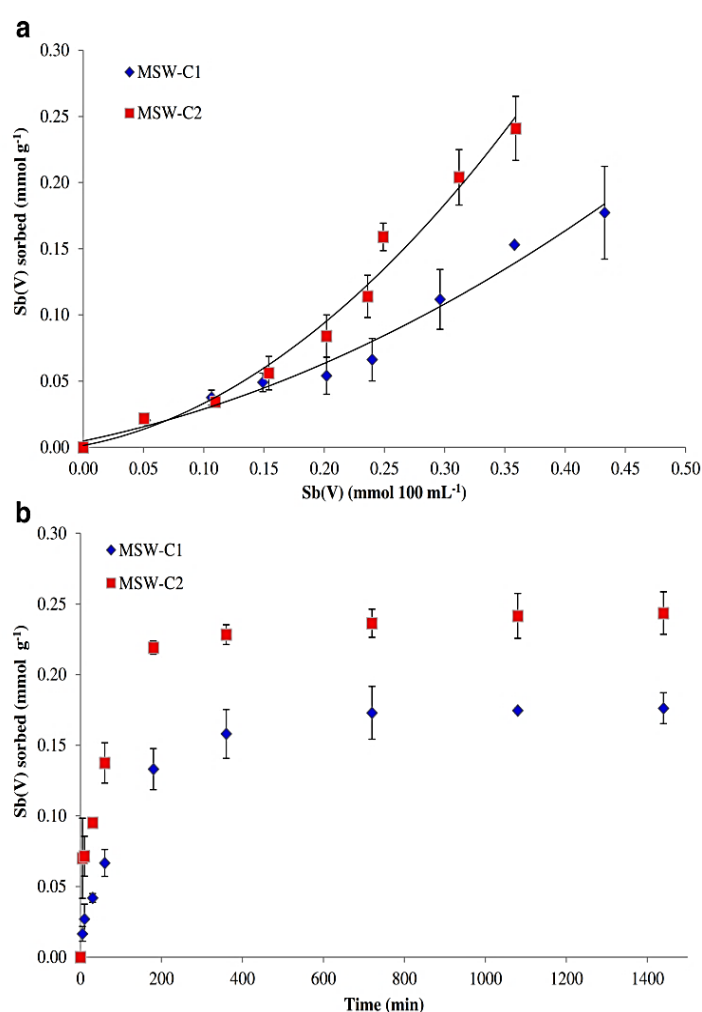 a
0.30
MSW-C1
0.25
MSW-C2
0.20
0.15
0.10
0.05
0.00
Sb(V) sorbed (mmol g-1)
0.00 0.05 0.10 0.15 0.20 0.25 0.30 0.35 0.40 0.45 0.50
Sb(V) (mmol 100 mL-1)
b
0.30
MSW-C1
MSW-C2
0.25
0.20
0.15
0.10
0.05
0.00
Sb(V) sorbed (mmol g-1)
0 200 400 600 800 1000 1200 1400
Time (min)